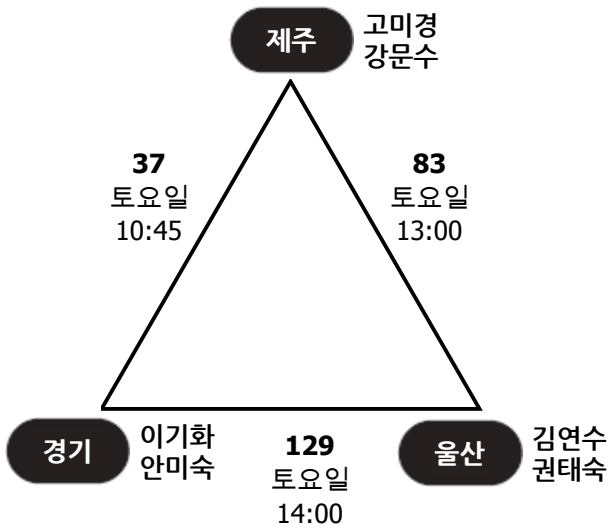 제주
고미경
강문수
37
토요일
10:45
83
토요일
13:00
경기
이기화
안미숙
129
토요일
14:00
울산
김연수
권태숙